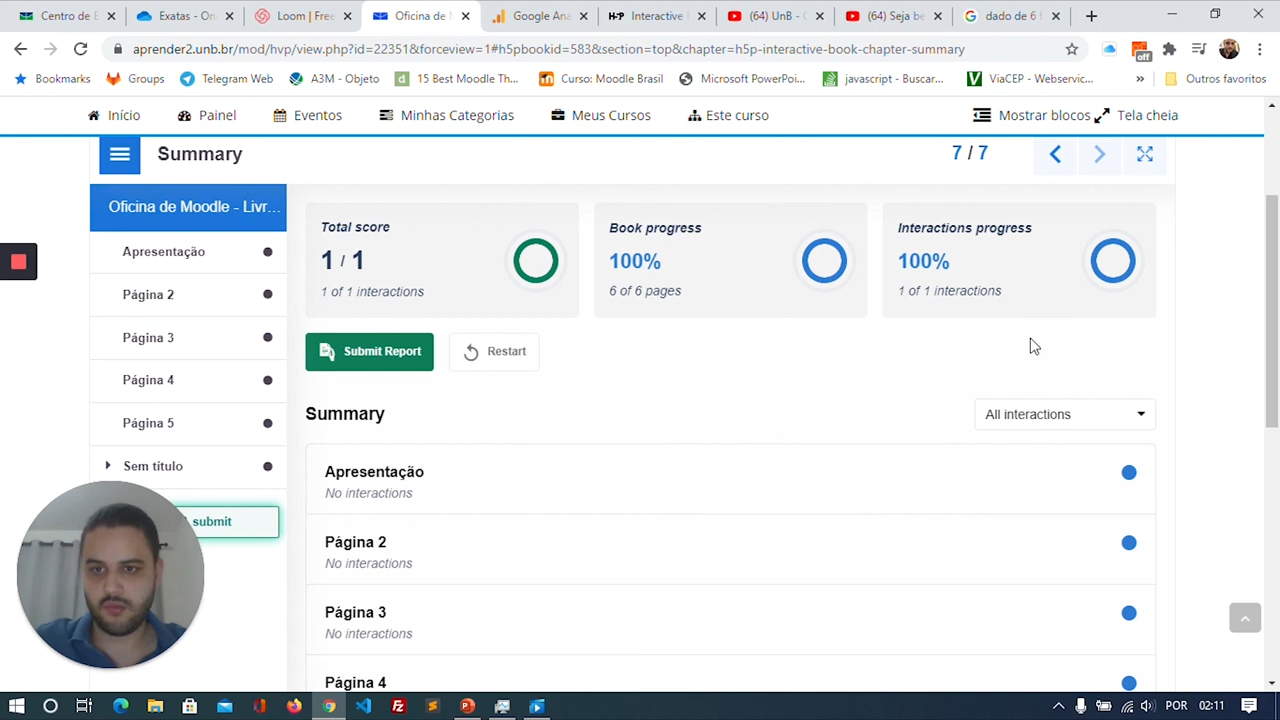 Centro de E
Exatas - On
Loom | Free
Oficina de M
Google Ana
H-P
Interactive
(64) UnB - C
(64) Seja be
dado de 6 f
aprender2.unb.br/mod/hvp/view.php?id=22351&forceview=1#h5pbookid=583&section=top&chapter=h5p-interactive-book-chapter-summary
off
Bookmarks
Groups
Telegram Web
A3M - Objeto
15 Best Moodle Th...
Curso: Moodle Brasil
Microsoft PowerPoi...
javascript - Buscar...
ViaCEP - Webservic...
»
Outros favoritos
Início
Painel
Eventos
Minhas Categorias
Meus Cursos
Este curso
Mostrar blocos
Tela cheia
Summary
7 / 7
Oficina de Moodle - Livr...
Apresentação
Página 2
Página 3
Página 4
Página 5
Sem título
submit
Total score
1 / 1
1 of 1 interactions
Book progress
100%
6 of 6 pages
Interactions progress
100%
1 of 1 interactions
Submit Report
Restart
Summary
All interactions
Apresentação
No interactions
Página 2
No interactions
Página 3
No interactions
Página 4
POR
02:11